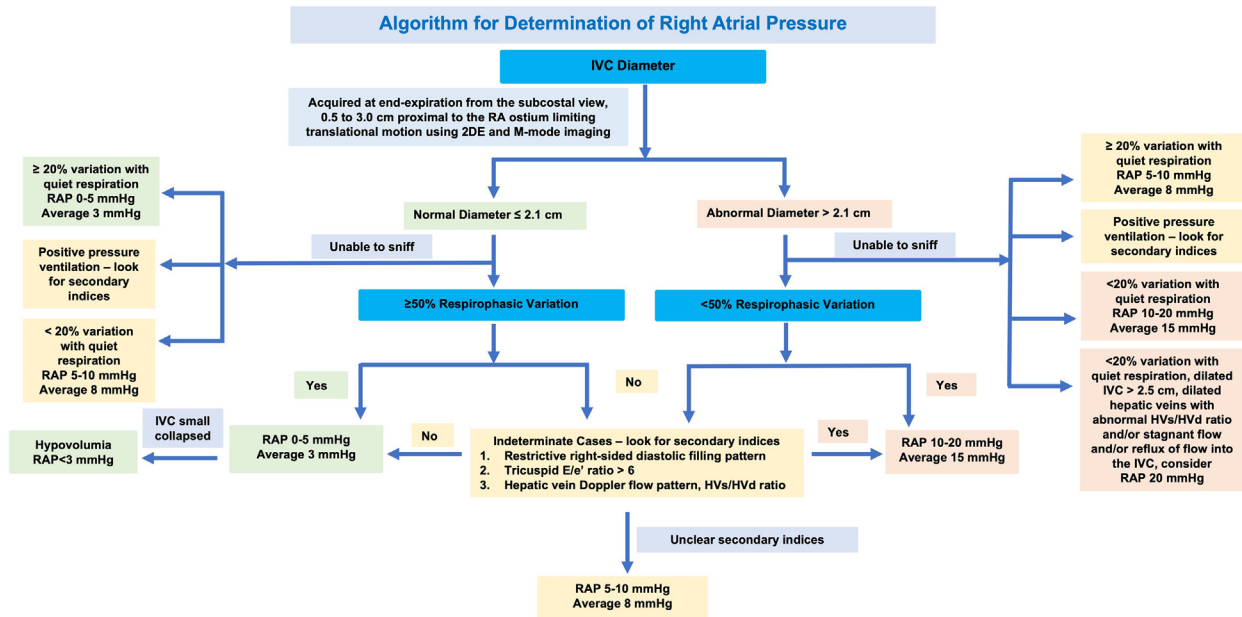 Algorithm for Determination of Right Atrial Pressure
IVC Diameter
Acquired at end-expiration from the subcostal view,
0.5 to 3.0 cm proximal to the RA ostium limiting
translational motion using 2DE and M-mode imaging
≥ 20% variation with
quiet respiration
RAP 0-5 mmHg
Average 3 mmHg
Normal Diameter ≤ 2.1 cm
Abnormal Diameter > 2.1 cm
≥ 20% variation with
quiet respiration
RAP 5-10 mmHg
Average 8 mmHg
Unable to sniff
Unable to sniff
Positive pressure
ventilation – look
for secondary
indices
Positive pressure
ventilation – look for
secondary indices
≥50% Respirophasic Variation
<50% Respirophasic Variation
< 20% variation
with quiet
respiration
RAP 5-10 mmHg
Average 8 mmHg
<20% variation with
quiet respiration
RAP 10-20 mmHg
Average 15 mmHg
Yes
No
Yes
<20% variation with
quiet respiration, dilated
IVC > 2.5 cm, dilated
hepatic veins with
abnormal HVs/HVd ratio
and/or stagnant flow
and/or reflux of flow into
the IVC, consider
RAP 20 mmHg
IVC small
collapsed
Hypovolumia
RAP<3 mmHg
RAP 0-5 mmHg
Average 3 mmHg
No
Indeterminate Cases – look for secondary indices
1. Restrictive right-sided diastolic filling pattern
2. Tricuspid E/e’ ratio > 6
3. Hepatic vein Doppler flow pattern, HVs/HVd ratio
Yes
RAP 10-20 mmHg
Average 15 mmHg
Unclear secondary indices
RAP 5-10 mmHg
Average 8 mmHg